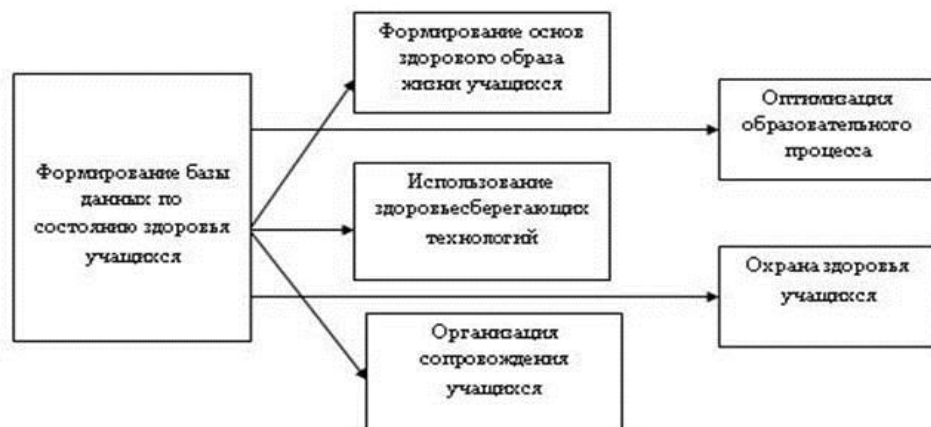 Формирование базы
данных по
состоянию здоровья
учащихся
Формирование основ
здорового образа
жизни учащихся
Использование
здоровьесберегающих
технологий
Организация
сопровождения
учащихся
Оптимизация
образовательного
процесса
Охрана здоровья
учащихся